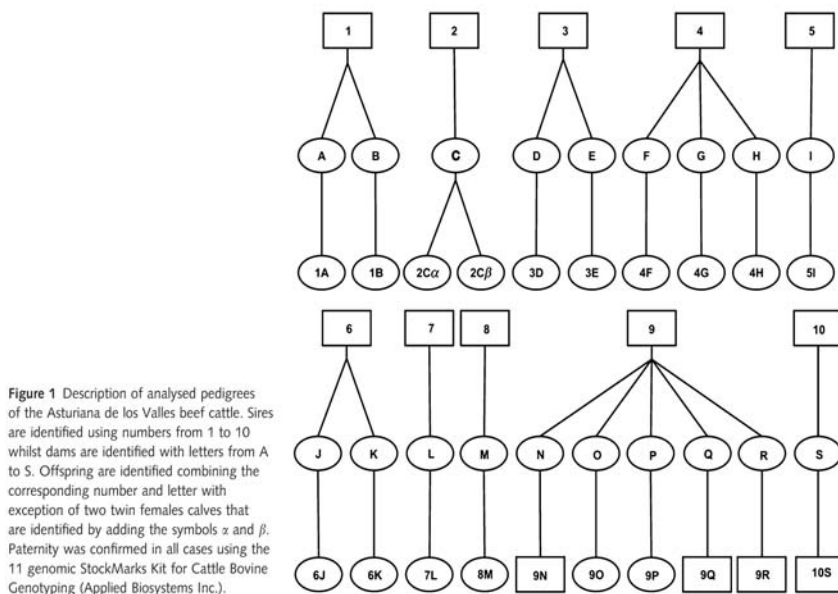 1 2 3 4 5
A B C D E F G H I
1A 1B 2Cα 2Cβ 3D 3E 4F 4G 4H 5I
6 7 8 9 10
J K L M N O P Q R S
6J 6K 7L 8M 9N 9O 9P 9Q 9R 10S
Figure 1 Description of analysed pedigrees
of the Asturiana de los Valles beef cattle. Sires
are identified using numbers from 1 to 10
whilst dams are identified with letters from A
to S. Offspring are identified combining the
corresponding number and letter with
exception of two twin females calves that
are identified by adding the symbols α and β.
Paternity was confirmed in all cases using the
11 genomic StockMarks Kit for Cattle Bovine
Genotyping (Applied Biosystems Inc.).